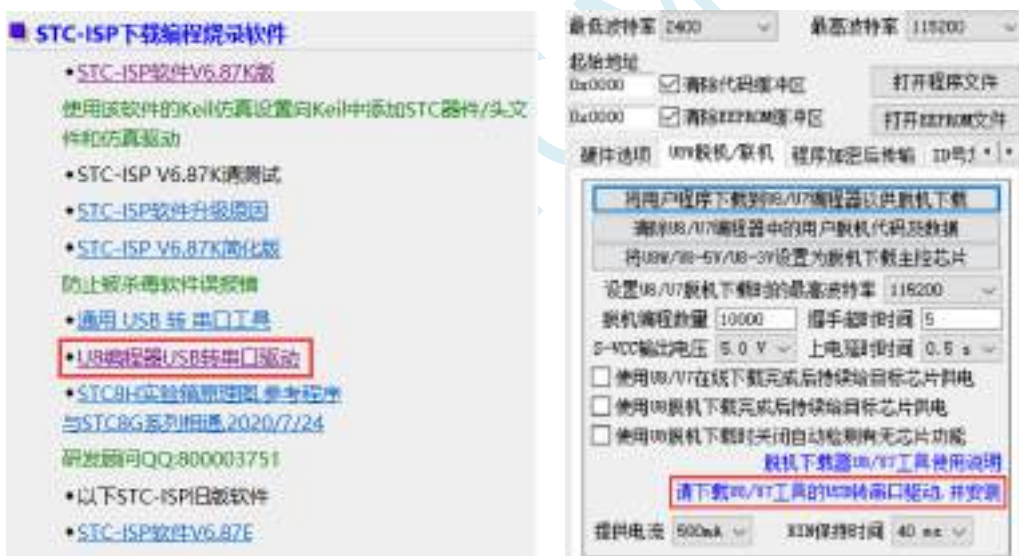 STC-ISP下载编程烧录软件
•STC-ISP软件V6.87K版
使用该软件的Keil仿真设置向Keil中添加STC器件/头文
件和仿真驱动
•STC-ISP V6.87K请测试
•STC-ISP软件升级原因
•STC-ISP V6.87K简化版
防止被杀毒软件误报错
•通用 USB 转 串口工具
•U8编程器USB转串口驱动
•STC8H实验箱原理图,参考程序
与STC8G系列相通,2020/7/24
研发顾问QQ:800003751
•以下STC-ISP旧版软件
•STC-ISP软件V6.87E
最低波特率 2400 最高波特率 115200
起始地址
0x0000 清除代码缓冲区 打开程序文件
0x0000 清除EEPROM缓冲区 打开EEPROM文件
硬件选项 U8W脱机/联机 程序加密后传输
将用户程序下载到U8/U7编程器以供脱机下载
清除U8/U7编程器中的用户脱机代码及数据
将U8W/U8-5V/U8-3V设置为脱机下载主控芯片
设置U8/U7脱机下载时的最高波特率 115200
脱机编程数量 10000 握手超时时间 5
S-VCC输出电压 5.0 V 上电延时时间 0.5 s
使用U8/U7在线下载完成后持续给目标芯片供电
使用U8脱机下载完成后持续给目标芯片供电
使用U8脱机下载时关闭自动检测有无芯片功能
脱机下载器U8/U7工具使用说明
请下载U8/U7工具的USB转串口驱动,并安装
提供电流 500mA 保持时间 40 ms